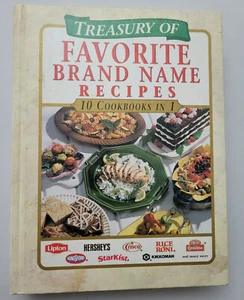 TREASURY OF
FAVORITE
BRAND NAME
RECIPES
10 COOKBOOKS IN 1
Lipton HERSHEY'S Crisco RICE A RONI
StarKist KIKKOMAN and many more